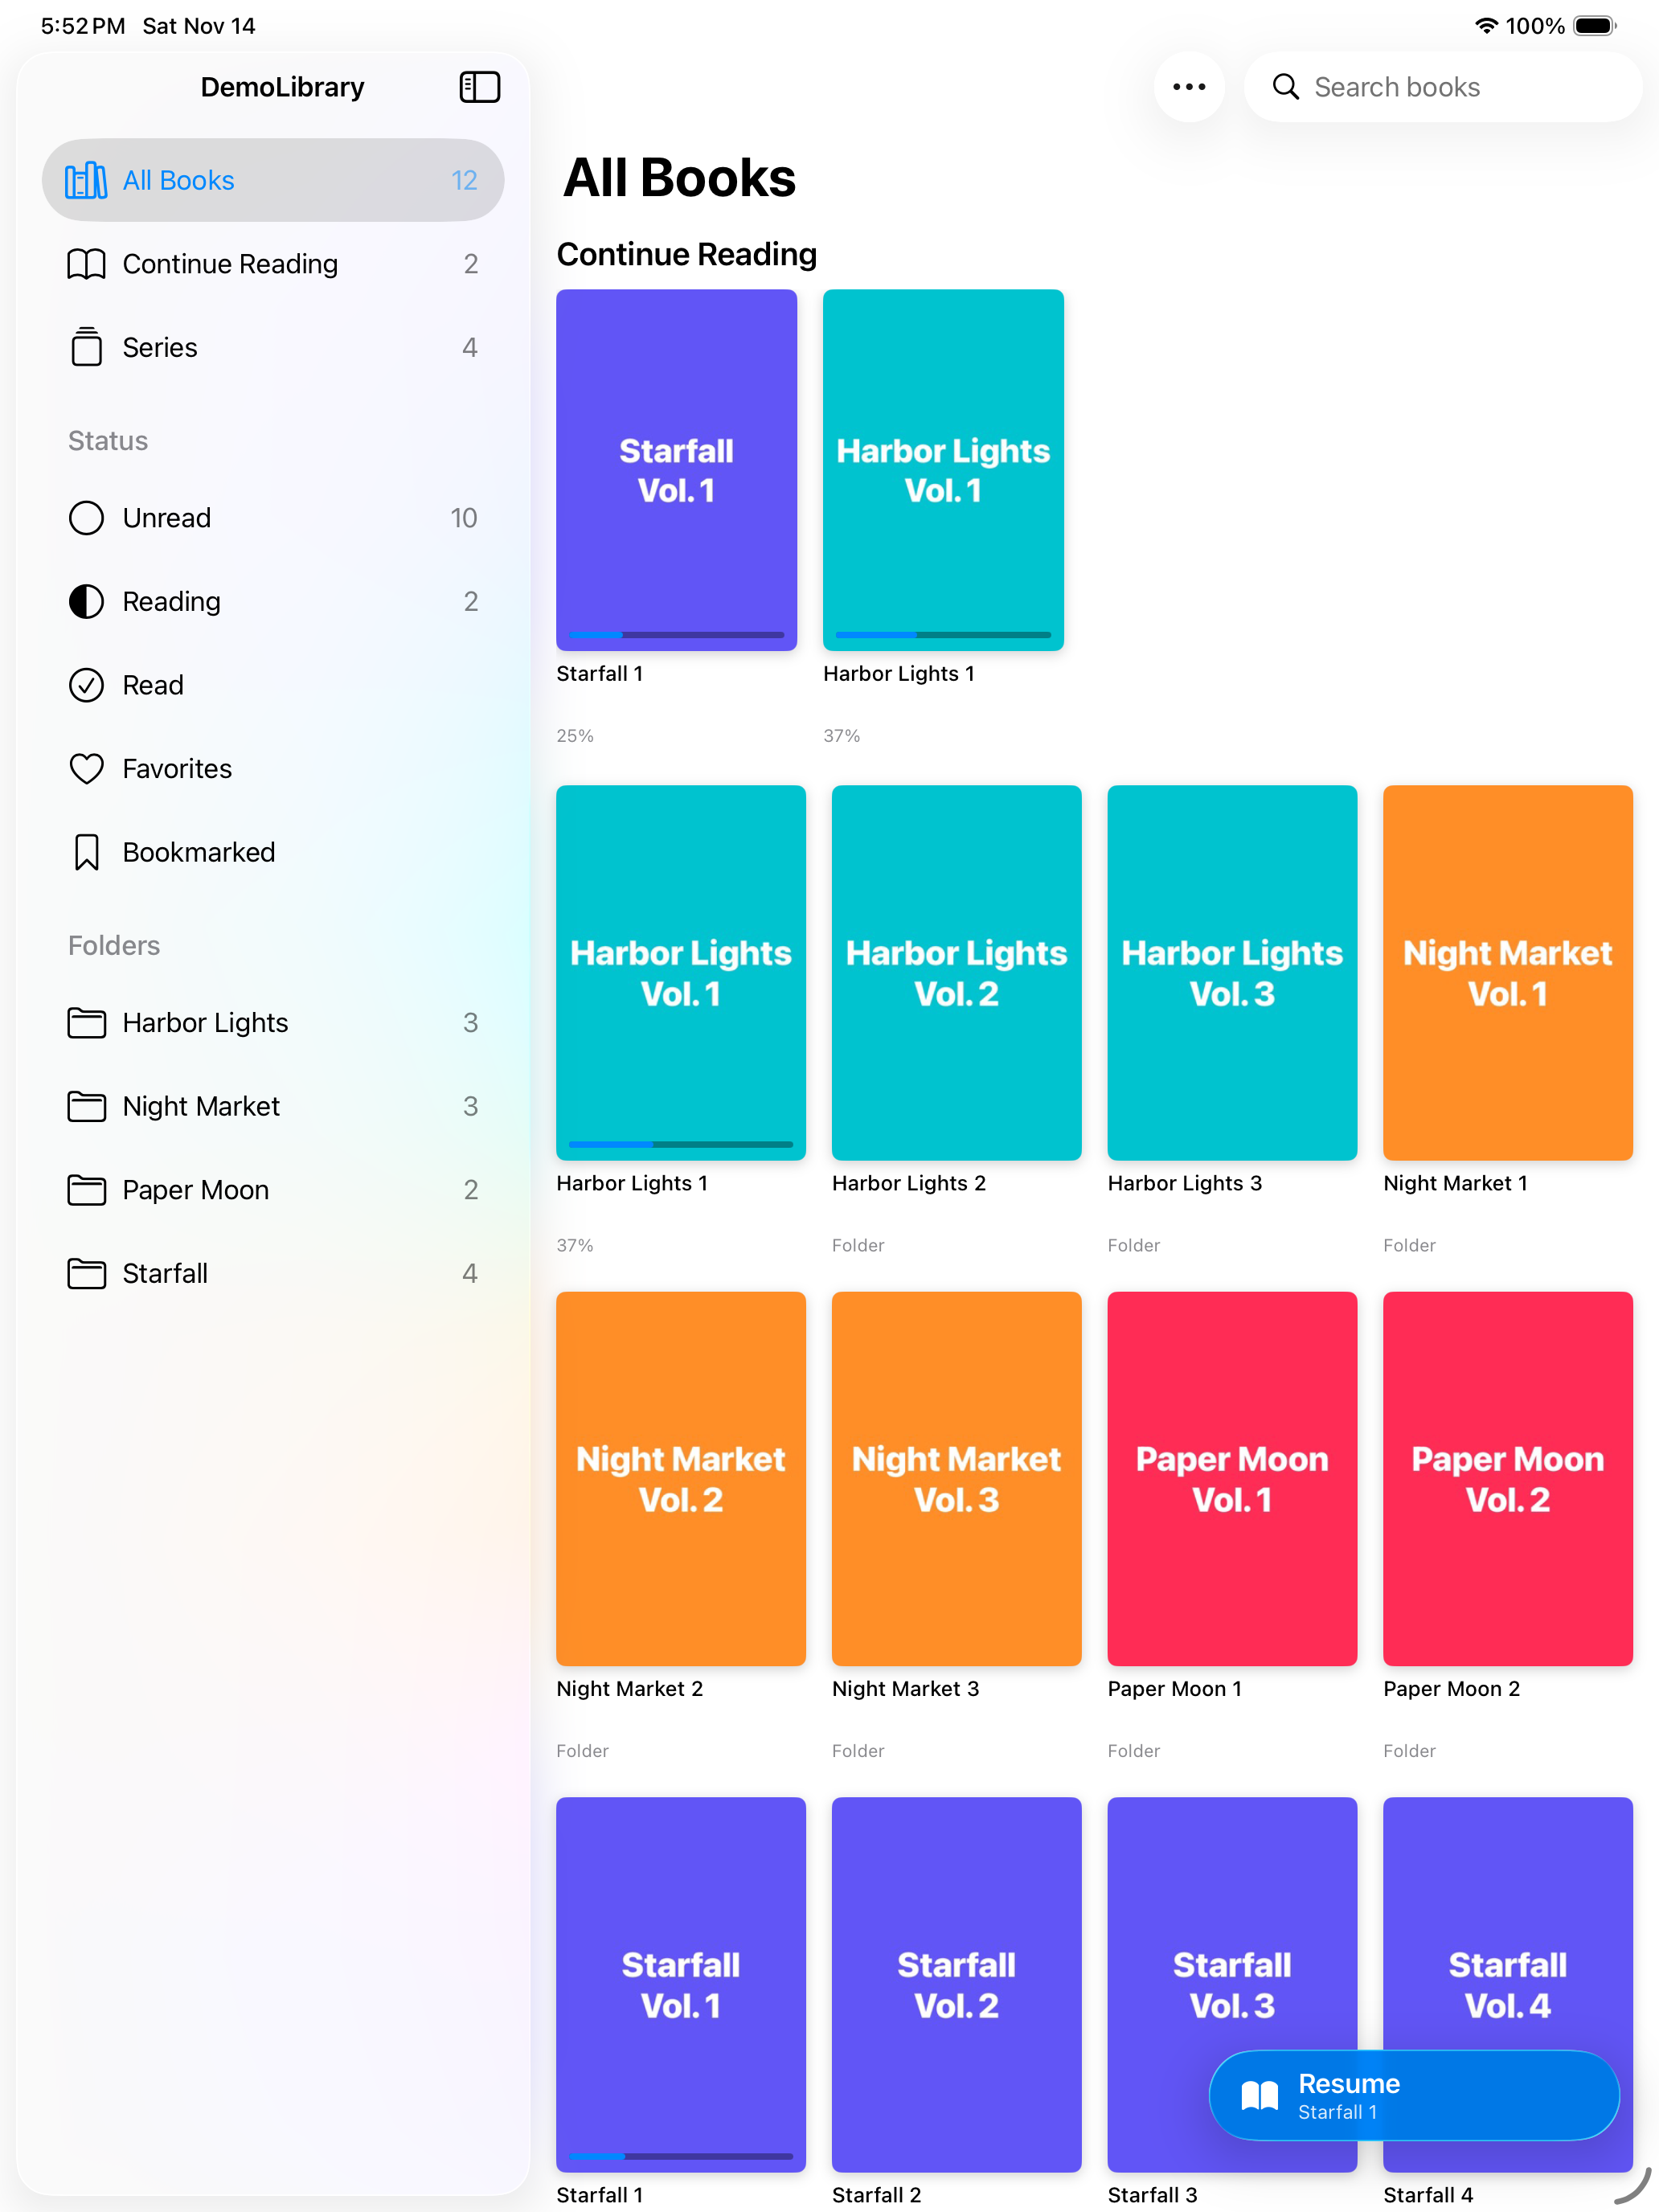 5:52 PM Sat Nov 14
100%
DemoLibrary
All Books 12
Continue Reading 2
Series 4
Status
Unread 10
Reading 2
Read
Favorites
Bookmarked
Folders
Harbor Lights 3
Night Market 3
Paper Moon 2
Starfall 4
Search books
All Books
Continue Reading
Starfall
Vol. 1
Starfall 1
25%
Harbor Lights
Vol. 1
Harbor Lights 1
37%
Harbor Lights
Vol. 1
Harbor Lights 1
37%
Harbor Lights
Vol. 2
Harbor Lights 2
Folder
Harbor Lights
Vol. 3
Harbor Lights 3
Folder
Night Market
Vol. 1
Night Market 1
Folder
Night Market
Vol. 2
Night Market 2
Folder
Night Market
Vol. 3
Night Market 3
Folder
Paper Moon
Vol. 1
Paper Moon 1
Folder
Paper Moon
Vol. 2
Paper Moon 2
Folder
Starfall
Vol. 1
Starfall 1
Starfall
Vol. 2
Starfall 2
Starfall
Vol. 3
Starfall 3
Starfall
Vol. 4
Starfall 4
Resume
Starfall 1